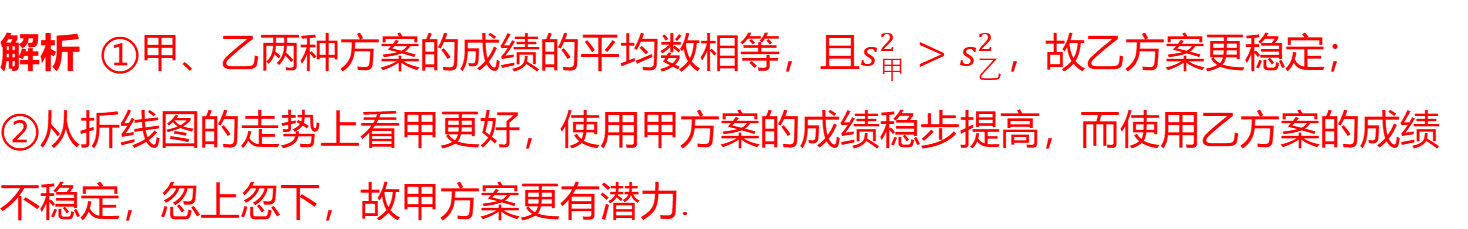 解析 ①甲、乙两种方案的成绩的平均数相等，且$s_{甲}^{2} > s_{乙}^{2}$，故乙方案更稳定；
②从折线图的走势上看甲更好，使用甲方案的成绩稳步提高，而使用乙方案的成绩
不稳定，忽上忽下，故甲方案更有潜力.